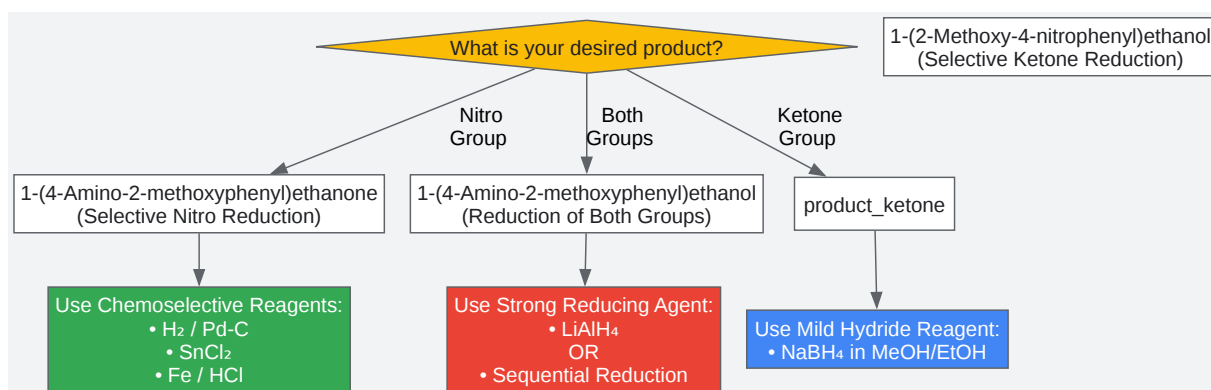 What is your desired product?
1-(2-Methoxy-4-nitrophenyl)ethanol
(Selective Ketone Reduction)
Nitro
Group
Both
Groups
Ketone
Group
1-(4-Amino-2-methoxyphenyl)ethanone
(Selective Nitro Reduction)
1-(4-Amino-2-methoxyphenyl)ethanol
(Reduction of Both Groups)
product_ketone
Use Chemoselective Reagents:
• H₂ / Pd-C
• SnCl₂
• Fe / HCl
Use Strong Reducing Agent:
• LiAlH₄
OR
• Sequential Reduction
Use Mild Hydride Reagent:
• NaBH₄ in MeOH/EtOH